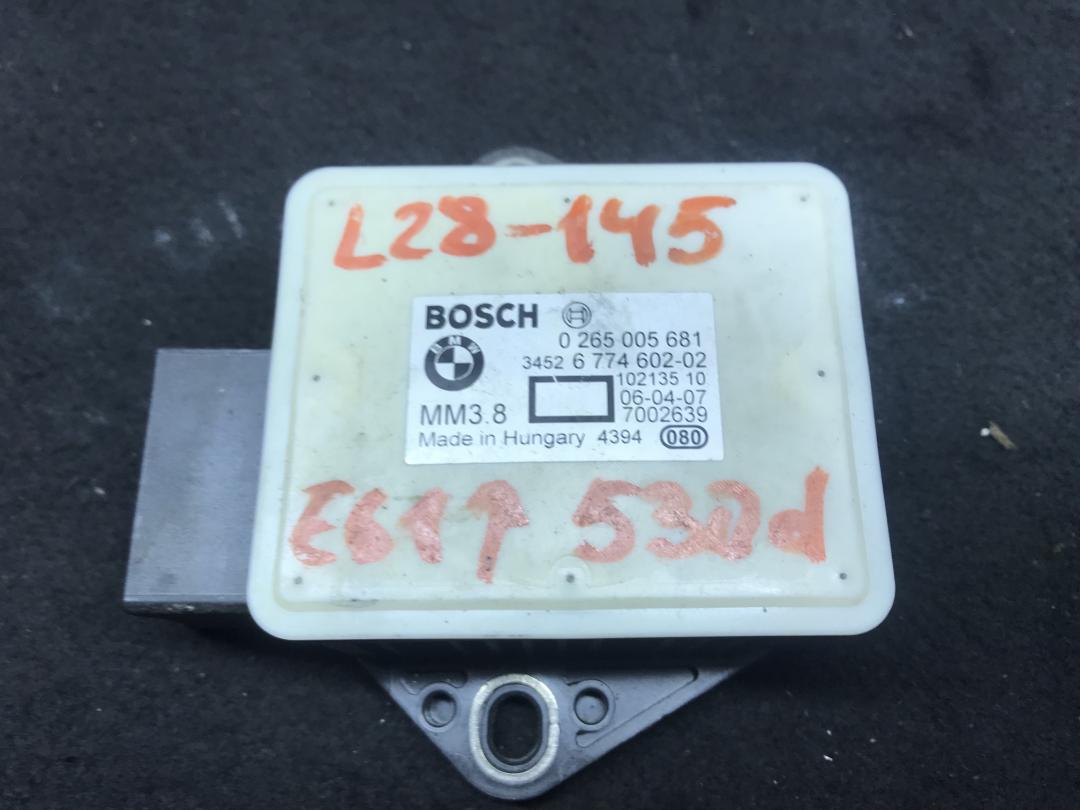 L28-145
BOSCH
BMW
0 265 005 681
3452 6 774 602-02
102135 10
06-04-07
MM3.8
7002639
Made in Hungary 4394 080
E61↑ 530d